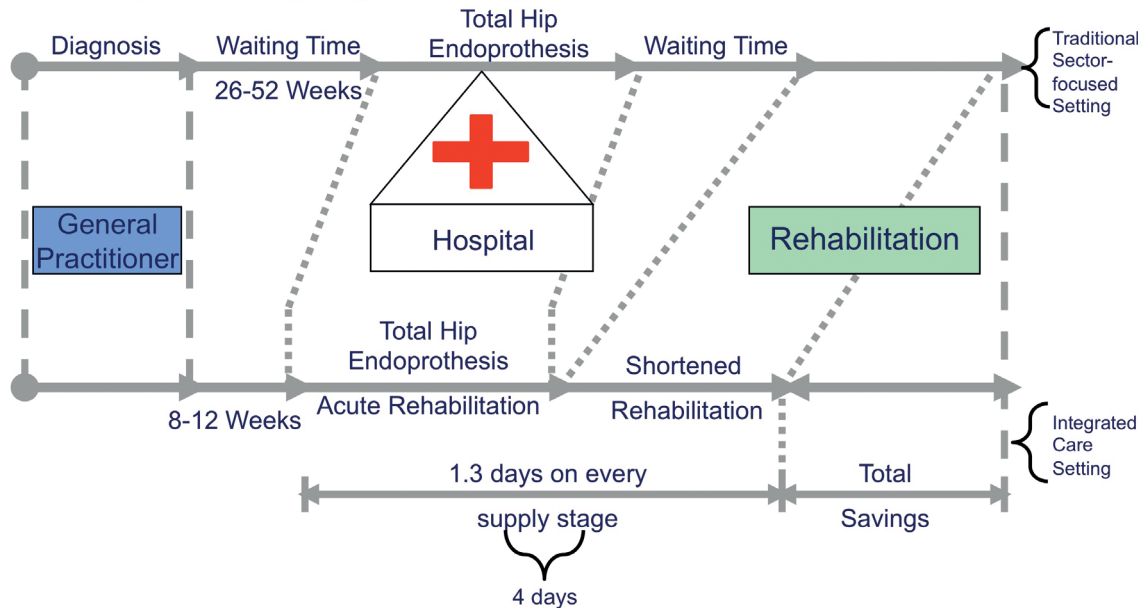 Diagnosis
Waiting Time
26-52 Weeks
Total Hip
Endoprothesis
Waiting Time
Traditional
Sector-
focused
Setting
General
Practitioner
Hospital
Rehabilitation
8-12 Weeks
Total Hip
Endoprothesis
Acute Rehabilitation
Shortened
Rehabilitation
Integrated
Care
Setting
1.3 days on every
supply stage
4 days
Total
Savings